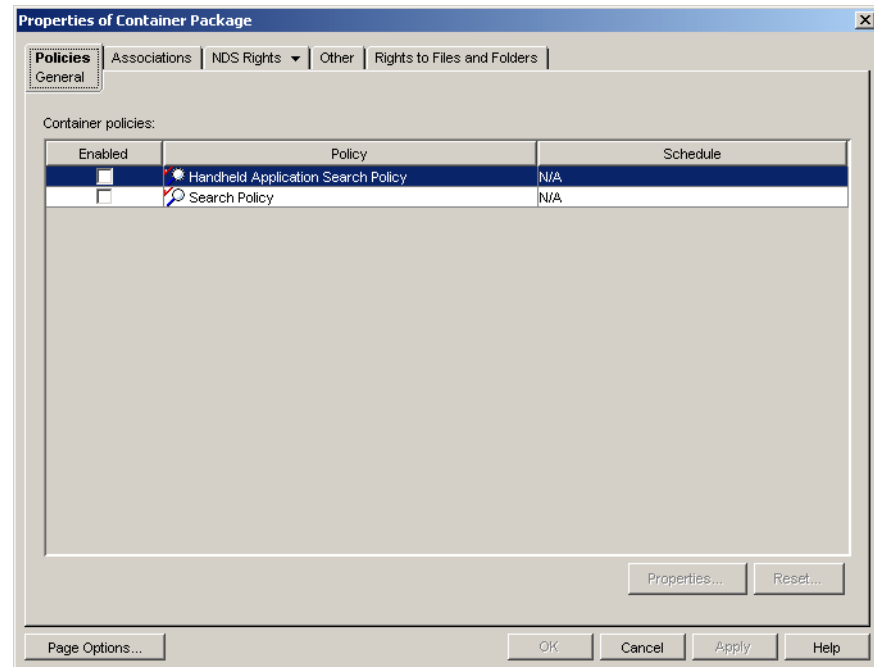 Properties of Container Package
Policies Associations NDS Rights Other Rights to Files and Folders
General
Container policies:
Enabled Policy Schedule
Handheld Application Search Policy N/A
Search Policy N/A
Properties... Reset...
Page Options... OK Cancel Apply Help